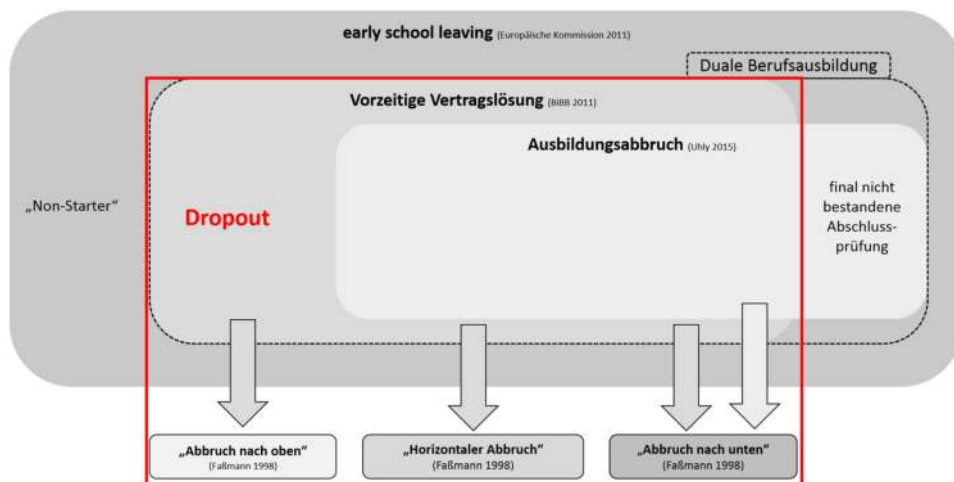 early school leaving (Europäische Kommission 2011)
Duale Berufsausbildung
Vorzeitige Vertragslösung (BiBB 2011)
Ausbildungsabbruch (Uhly 2015)
„Non-Starter“
Dropout
final nicht
bestandene
Abschluss-
prüfung
„Abbruch nach oben“
(Faßmann 1998)
„Horizontaler Abbruch“
(Faßmann 1998)
„Abbruch nach unten“
(Faßmann 1998)